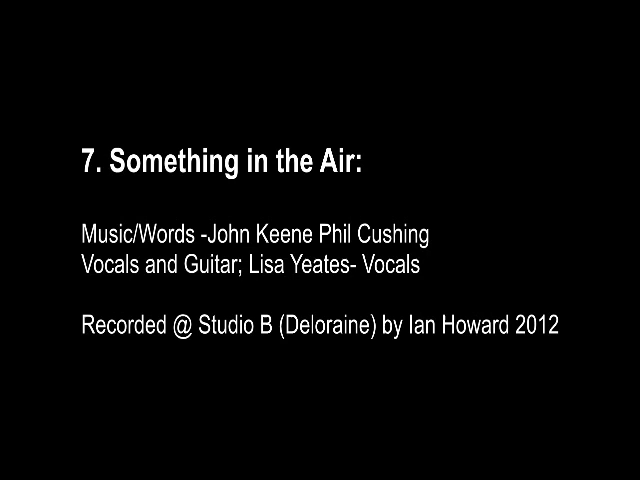 7. Something in the Air:
Music/Words -John Keene Phil Cushing
Vocals and Guitar; Lisa Yeates- Vocals
Recorded @ Studio B (Deloraine) by Ian Howard 2012